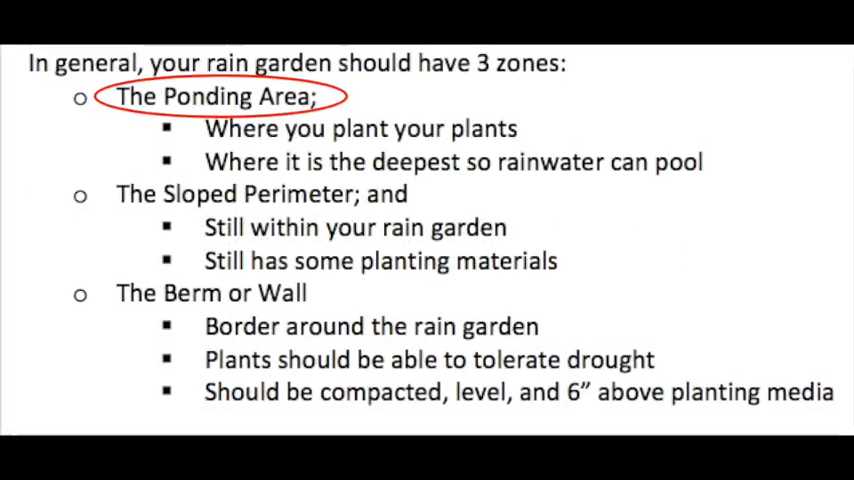 In general, your rain garden should have 3 zones:
o The Ponding Area;
▪ Where you plant your plants
▪ Where it is the deepest so rainwater can pool
o The Sloped Perimeter; and
▪ Still within your rain garden
▪ Still has some planting materials
o The Berm or Wall
▪ Border around the rain garden
▪ Plants should be able to tolerate drought
▪ Should be compacted, level, and 6” above planting media